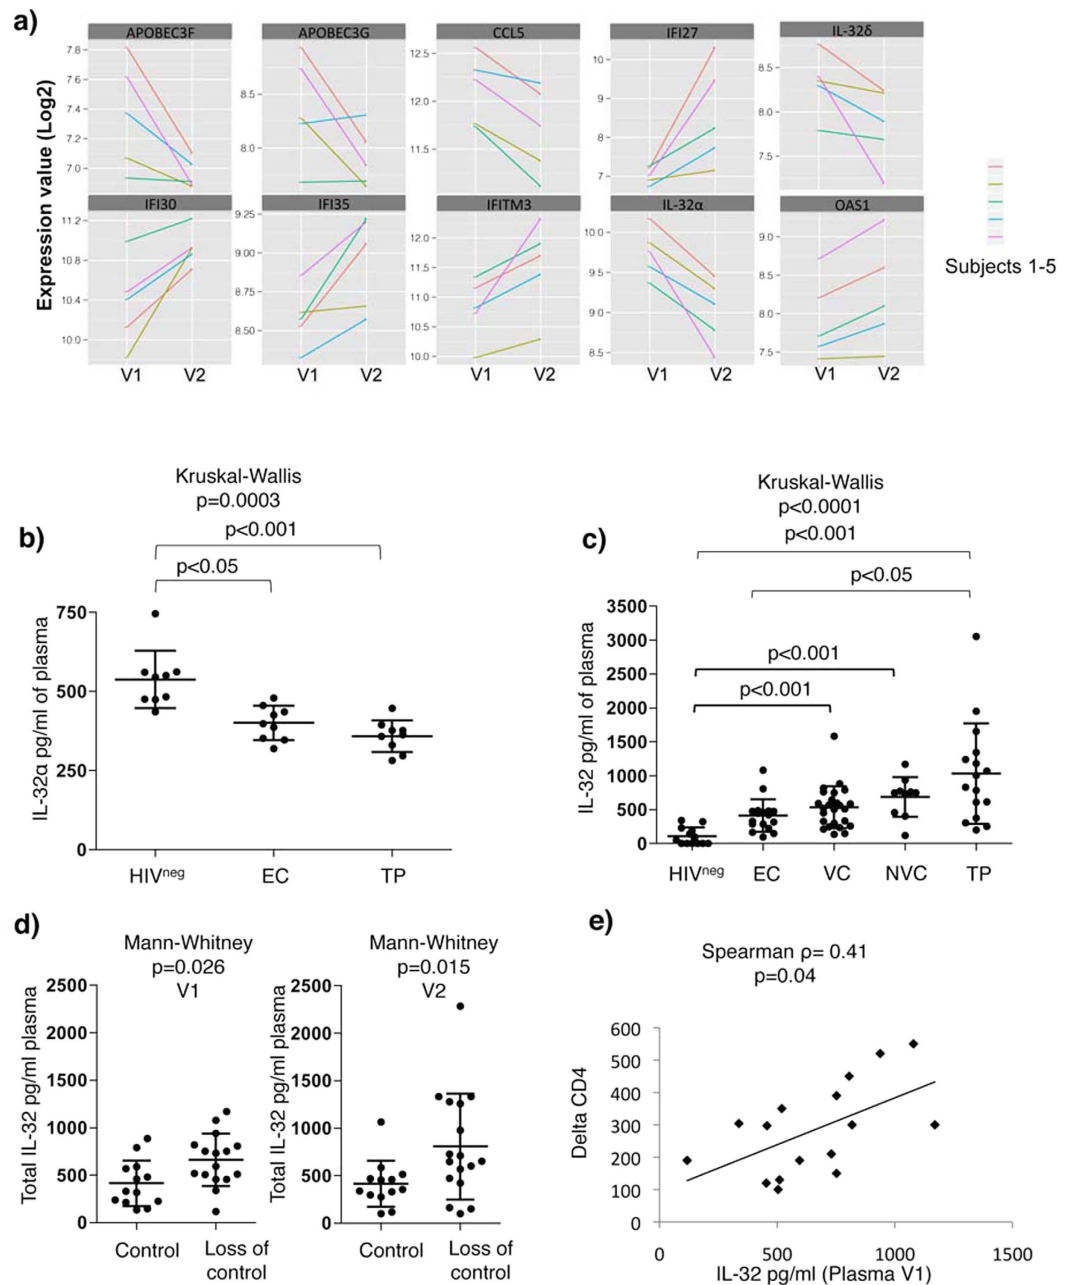 a)
Expression value (Log2)
APOBEC3F APOBEC3G CCL5 IFI27 IL-32δ
7.8
7.6
7.4
7.2
7.0
8.5
8.0
12.5
12.0
11.5
10
9
8
7
8.5
8.0
7.5
IFI30 IFI35 IFITM3 IL-32α OAS1
11.2
10.8
10.4
10.0
9.25
9.00
8.75
8.50
12.0
11.5
11.0
10.5
10.0
10.0
9.5
9.0
8.5
9.0
8.5
8.0
7.5
V1 V2 V1 V2 V1 V2 V1 V2 V1 V2
Subjects 1-5
b)
Kruskal-Wallis
p=0.0003
p<0.001
p<0.05
IL-32α pg/ml of plasma
750
500
250
0
HIVneg EC TP
c)
Kruskal-Wallis
p<0.0001
p<0.001
p<0.05
p<0.001
p<0.001
IL-32 pg/ml of plasma
3500
3000
2500
2000
1500
1000
500
0
HIVneg EC VC NVC TP
d)
Mann-Whitney
p=0.026
V1
Total IL-32 pg/ml plasma
2500
2000
1500
1000
500
0
Control Loss of
control
Mann-Whitney
p=0.015
V2
Total IL-32 pg/ml plasma
2500
2000
1500
1000
500
0
Control Loss of
control
e)
Spearman ρ= 0.41
p=0.04
Delta CD4
600
500
400
300
200
100
0
0 500 1000 1500
IL-32 pg/ml (Plasma V1)